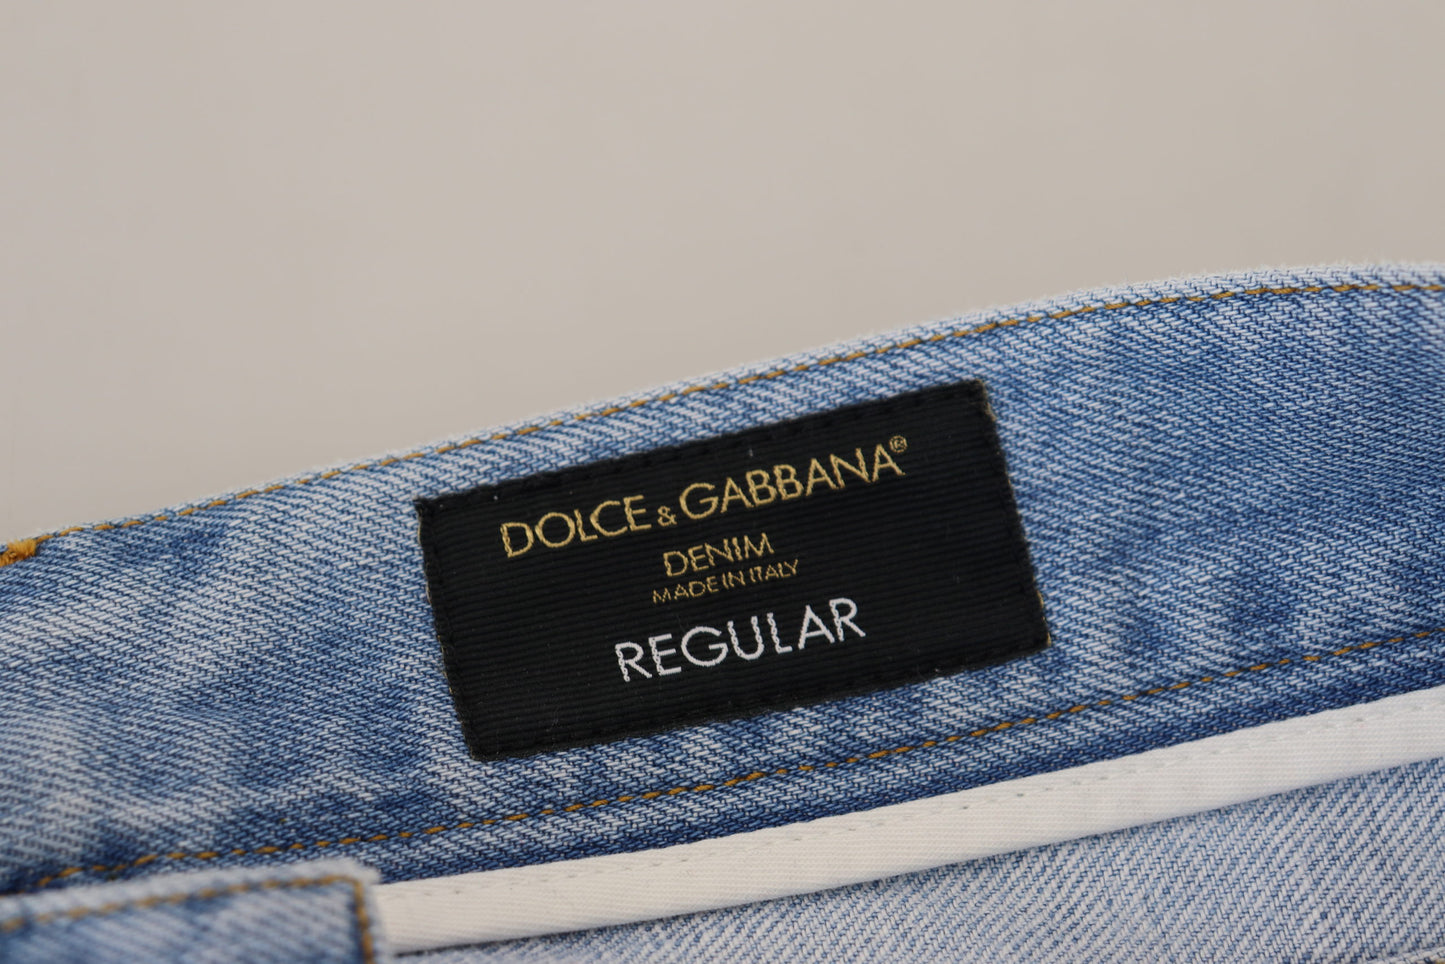 DOLCE & GABBANA®
DENIM
MADE IN ITALY
REGULAR